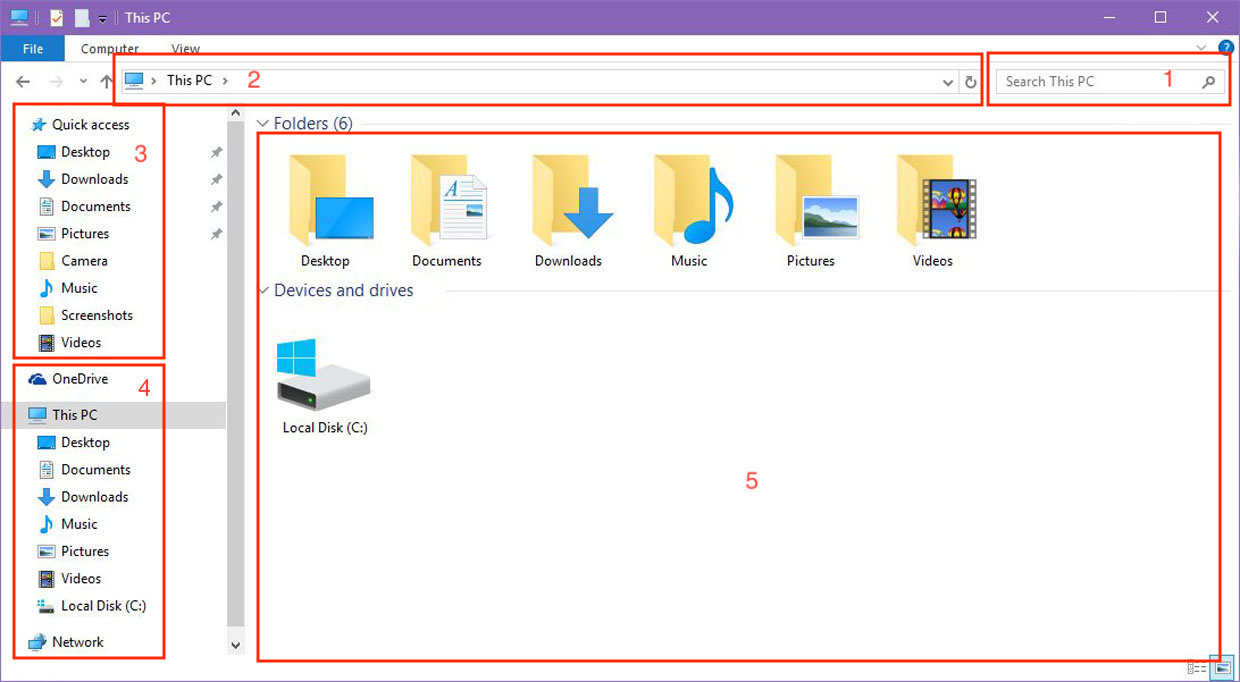 This PC
File Computer View
This PC 2
Search This PC 1
Quick access
Desktop 3
Downloads
Documents
Pictures
Camera
Music
Screenshots
Videos
OneDrive 4
This PC
Desktop
Documents
Downloads
Music
Pictures
Videos
Local Disk (C:)
Network
Folders (6)
Desktop Documents Downloads Music Pictures Videos
Devices and drives
Local Disk (C:)
5